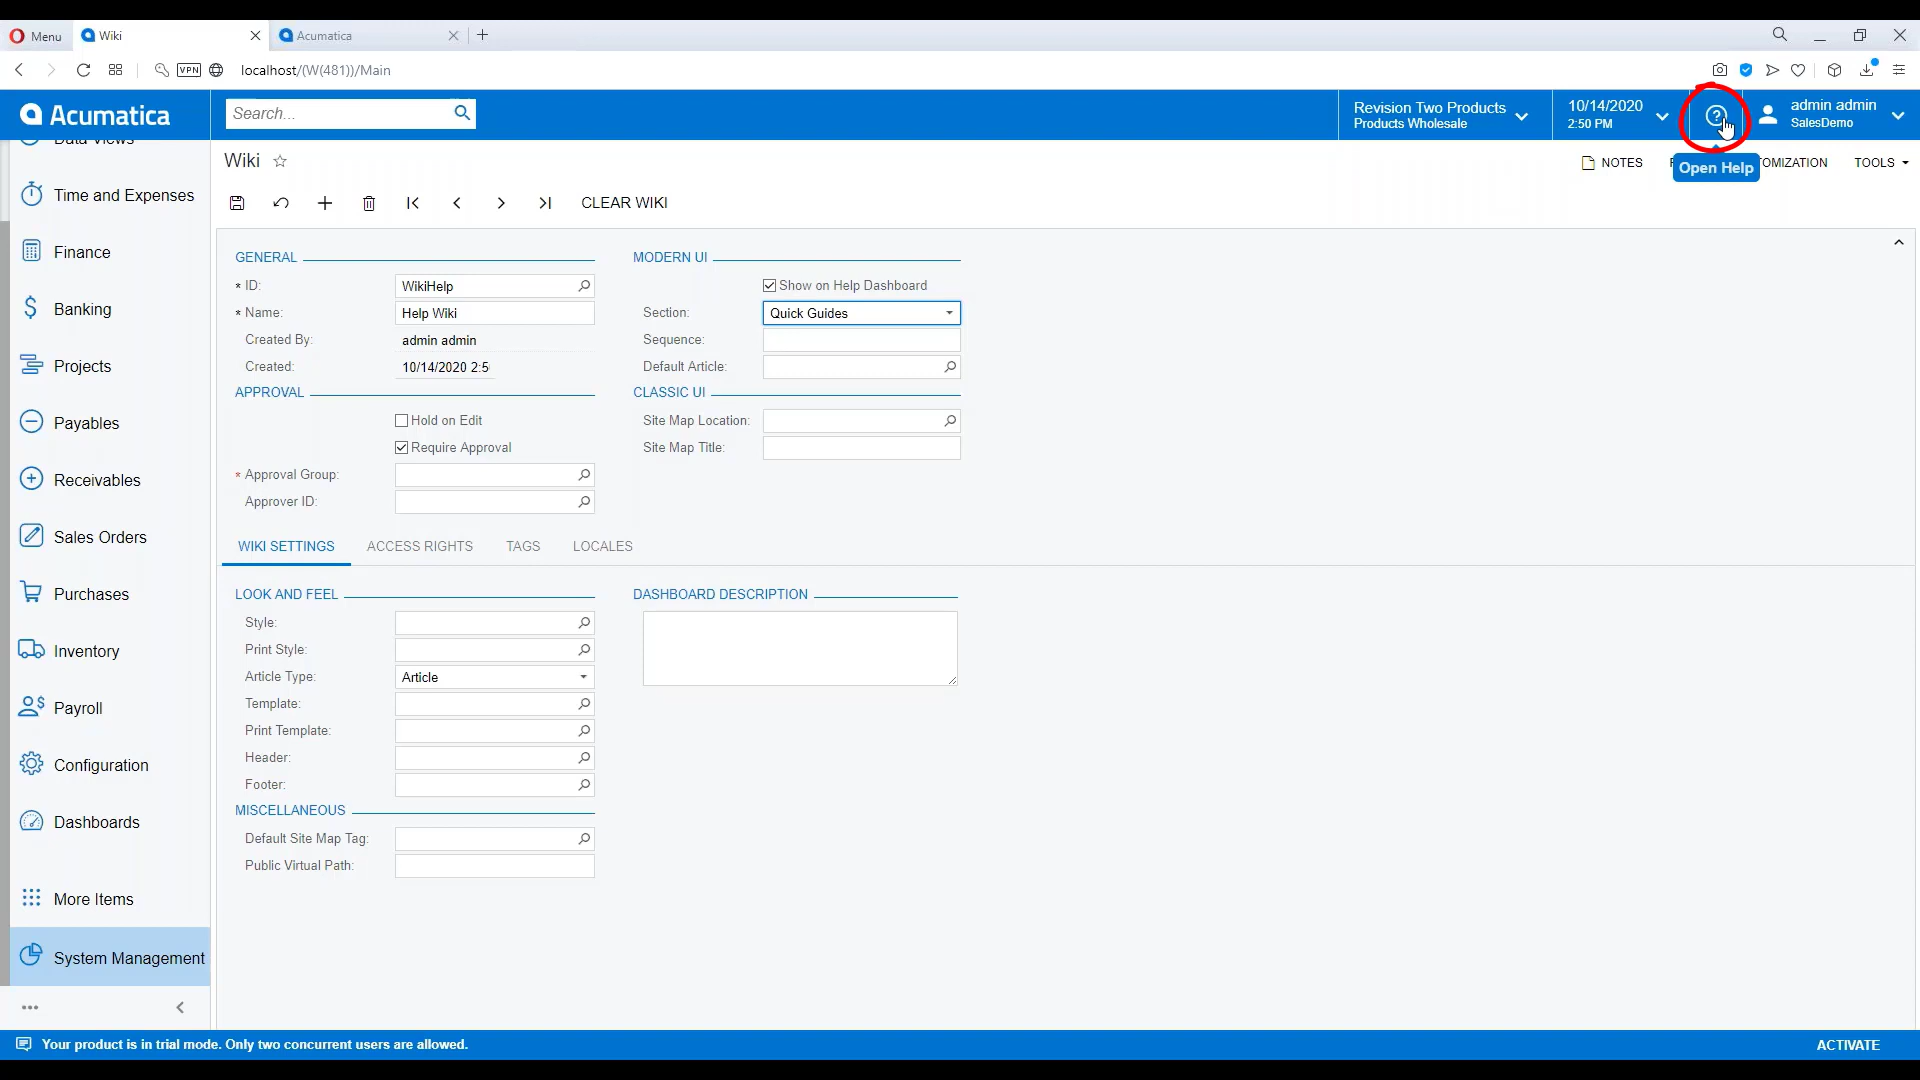 Menu
Wiki
Acumatica
VPN
localhost/(W(481))/Main
Acumatica
Search...
Revision Two Products
Products Wholesale
10/14/2020
2:50 PM
?
admin admin
SalesDemo
Open Help
Wiki
NOTES
TOOLS
CLEAR WIKI
Data Views
Time and Expenses
Finance
Banking
Projects
Payables
Receivables
Sales Orders
Purchases
Inventory
Payroll
Configuration
Dashboards
More Items
System Management
GENERAL
* ID: WikiHelp
* Name: Help Wiki
Created By: admin admin
Created: 10/14/2020 2:5
APPROVAL
Hold on Edit
Require Approval
* Approval Group:
Approver ID:
MODERN UI
Show on Help Dashboard
Section: Quick Guides
Sequence:
Default Article:
CLASSIC UI
Site Map Location:
Site Map Title:
WIKI SETTINGS ACCESS RIGHTS TAGS LOCALES
LOOK AND FEEL
Style:
Print Style:
Article Type: Article
Template:
Print Template:
Header:
Footer:
MISCELLANEOUS
Default Site Map Tag:
Public Virtual Path:
DASHBOARD DESCRIPTION
Your product is in trial mode. Only two concurrent users are allowed.
ACTIVATE